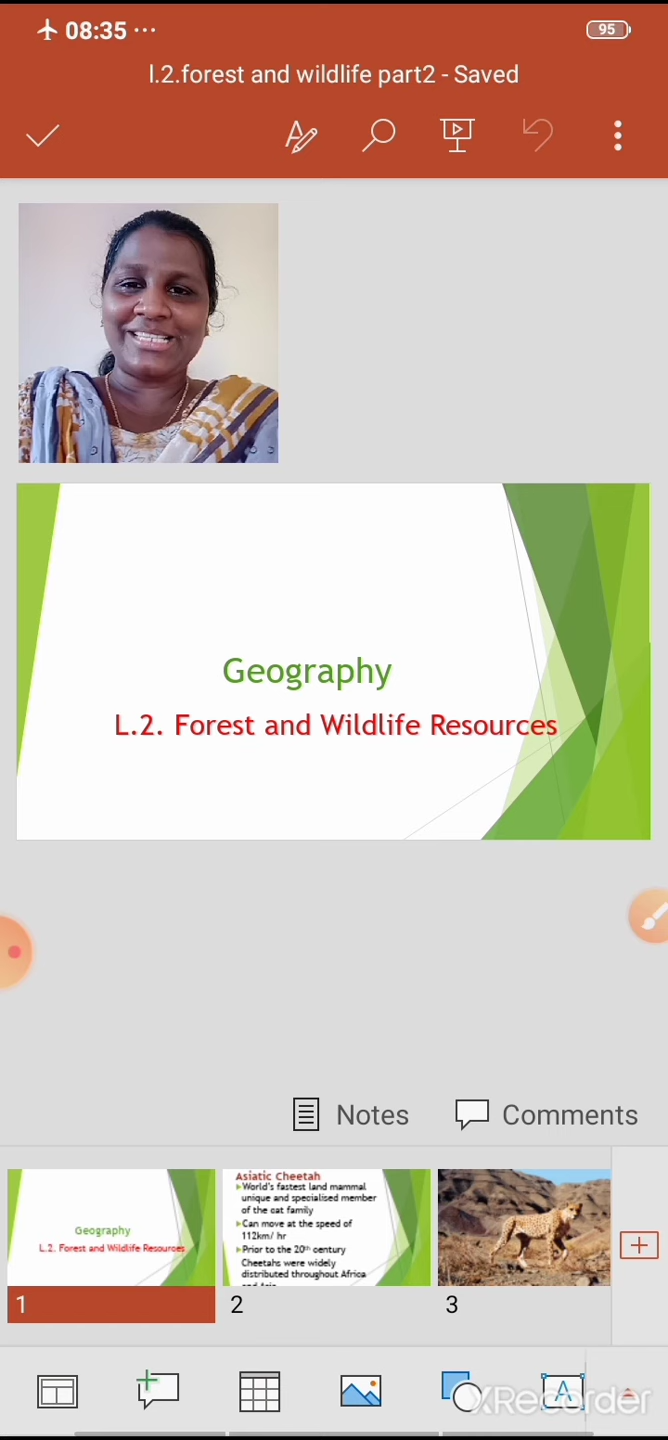 08:35 ...
95
l.2.forest and wildlife part2 - Saved
Geography
L.2. Forest and Wildlife Resources
Notes
Comments
Geography
L.2. Forest and Wildlife Resources
1
Asiatic Cheetah
World's fastest land mammal
unique and specialised member
of the cat family
Can move at the speed of
112km/ hr
Prior to the 20th century
Cheetahs were widely
distributed throughout Africa
and Asia
2
3
A
XRecorder